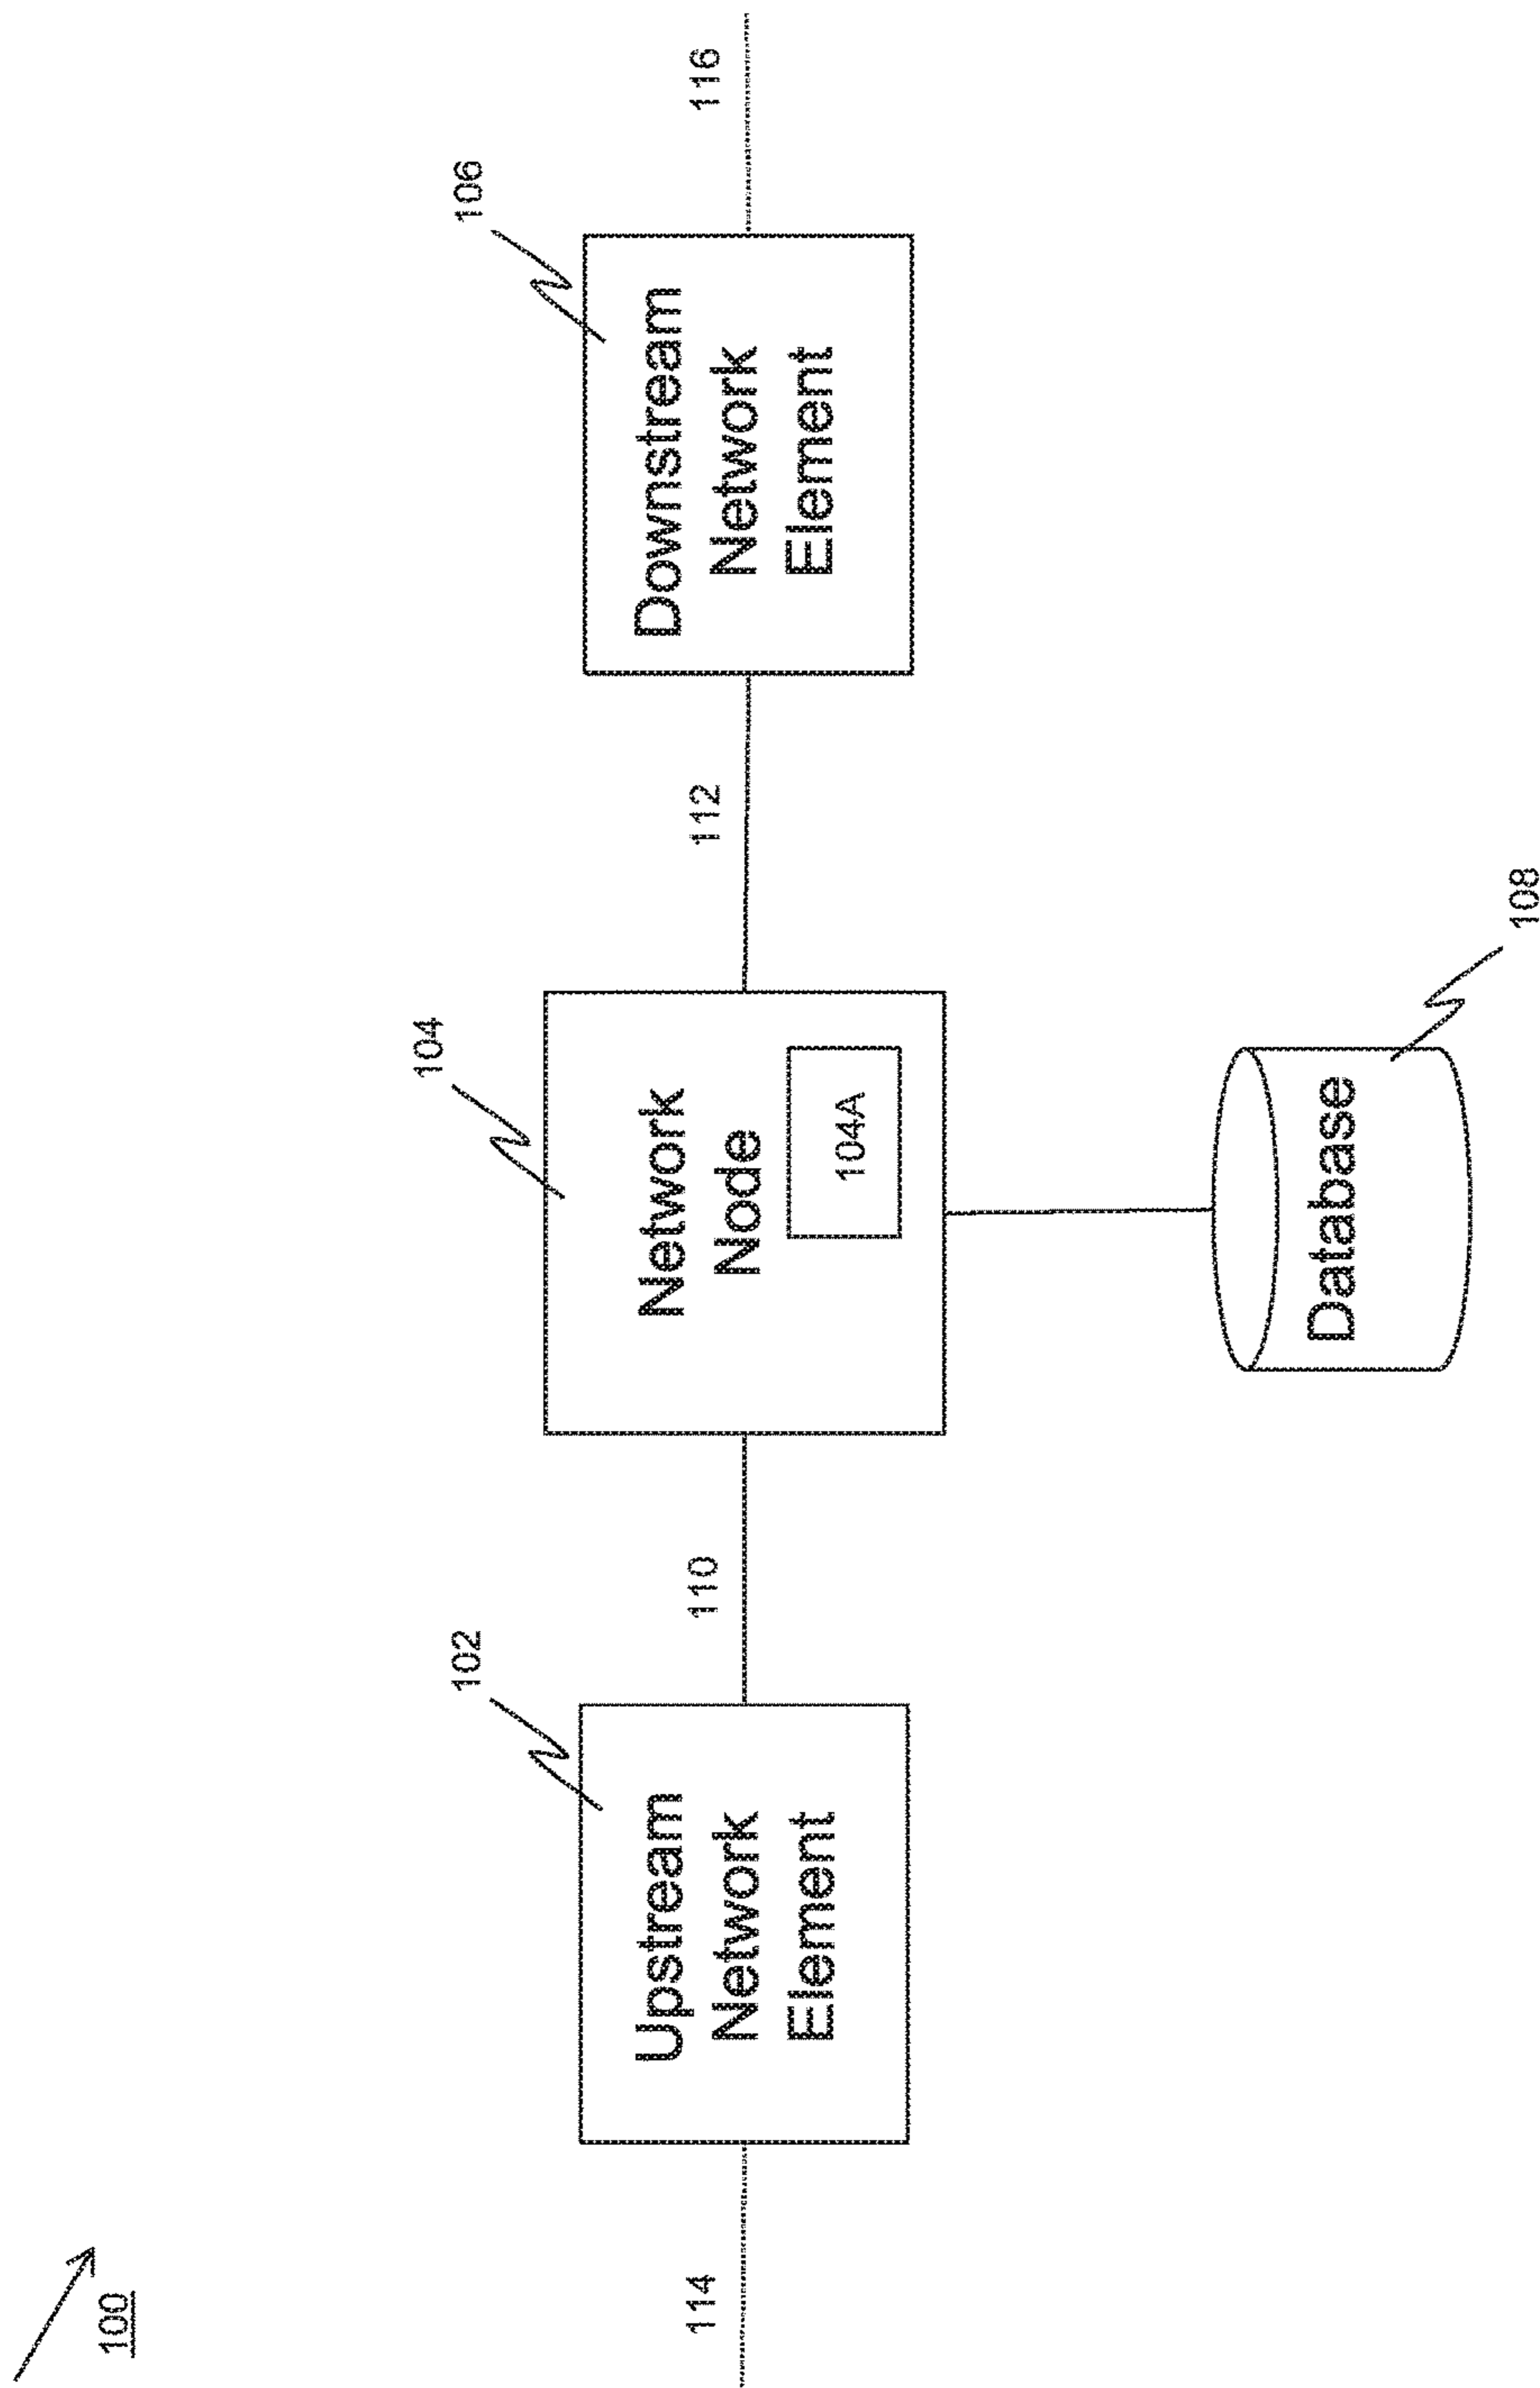 100
114
102
Upstream
Network
Element
110
104
Network
Node
104A
112
106
Downstream
Network
Element
116
108
Database